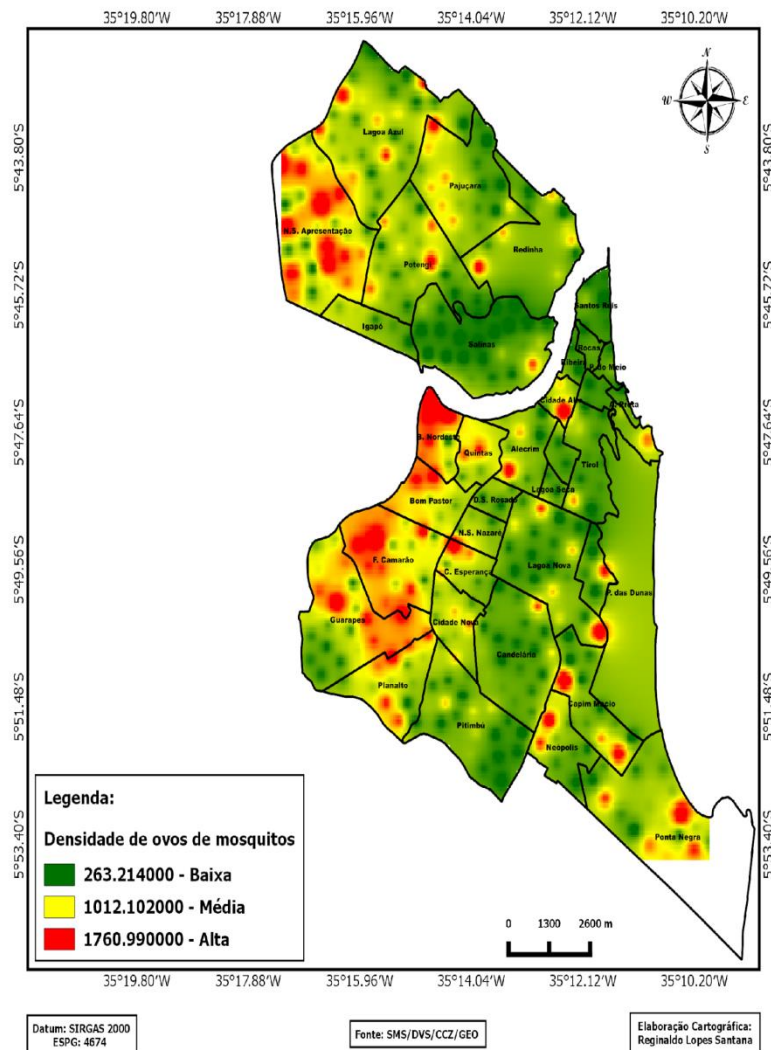 35°19.80'W 35°17.88'W 35°15.96'W 35°14.04'W 35°12.12'W 35°10.20'W
N
W E
S
5°43.80'S 5°43.80'S
Lagoa Azul
Pajuçara
N.S. Apresentação
Redinha
Potengi
5°45.72'S 5°45.72'S
Santos Reis
Igapó
Salinas
Rocas
Ribeira
P. do Meio
Cidade Alta
A. Preta
5°47.64'S 5°47.64'S
B. Nordeste
Quintas
Alecrim
Tirol
Lagoa Seca
Bom Pastor
D.S. Rosado
N.S. Nazaré
5°49.56'S 5°49.56'S
F. Camarão
C. Esperança
Lagoa Nova
P. das Dunas
Guarapes
Cidade Nova
Candelária
5°51.48'S 5°51.48'S
Planalto
Capim Macio
Pitimbú
Neópolis
Legenda:
Densidade de ovos de mosquitos
263.214000 - Baixa
1012.102000 - Média
1760.990000 - Alta
5°53.40'S 5°53.40'S
Ponta Negra
0 1300 2600 m
35°19.80'W 35°17.88'W 35°15.96'W 35°14.04'W 35°12.12'W 35°10.20'W
Datum: SIRGAS 2000
ESPG: 4674
Fonte: SMS/DVS/CCZ/GEO
Elaboração Cartográfica:
Reginaldo Lopes Santana